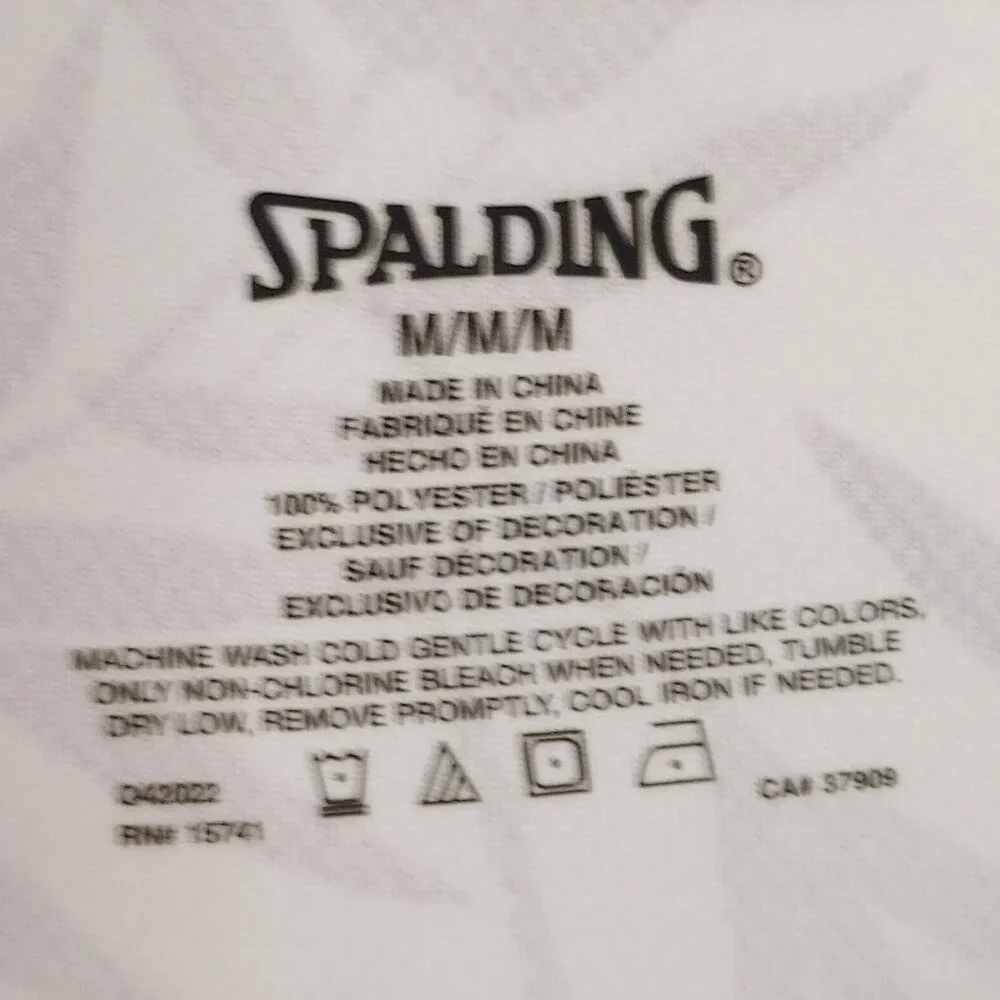 SPALDING®
M/M/M
MADE IN CHINA
FABRIQUÉ EN CHINE
HECHO EN CHINA
100% POLYESTER / POLIÉSTER
EXCLUSIVE OF DECORATION /
SAUF DÉCORATION /
EXCLUSIVO DE DECORACIÓN
MACHINE WASH COLD GENTLE CYCLE WITH LIKE COLORS,
ONLY NON-CHLORINE BLEACH WHEN NEEDED, TUMBLE
DRY LOW, REMOVE PROMPTLY, COOL IRON IF NEEDED.
042022
RN# 15741
CA# 37909